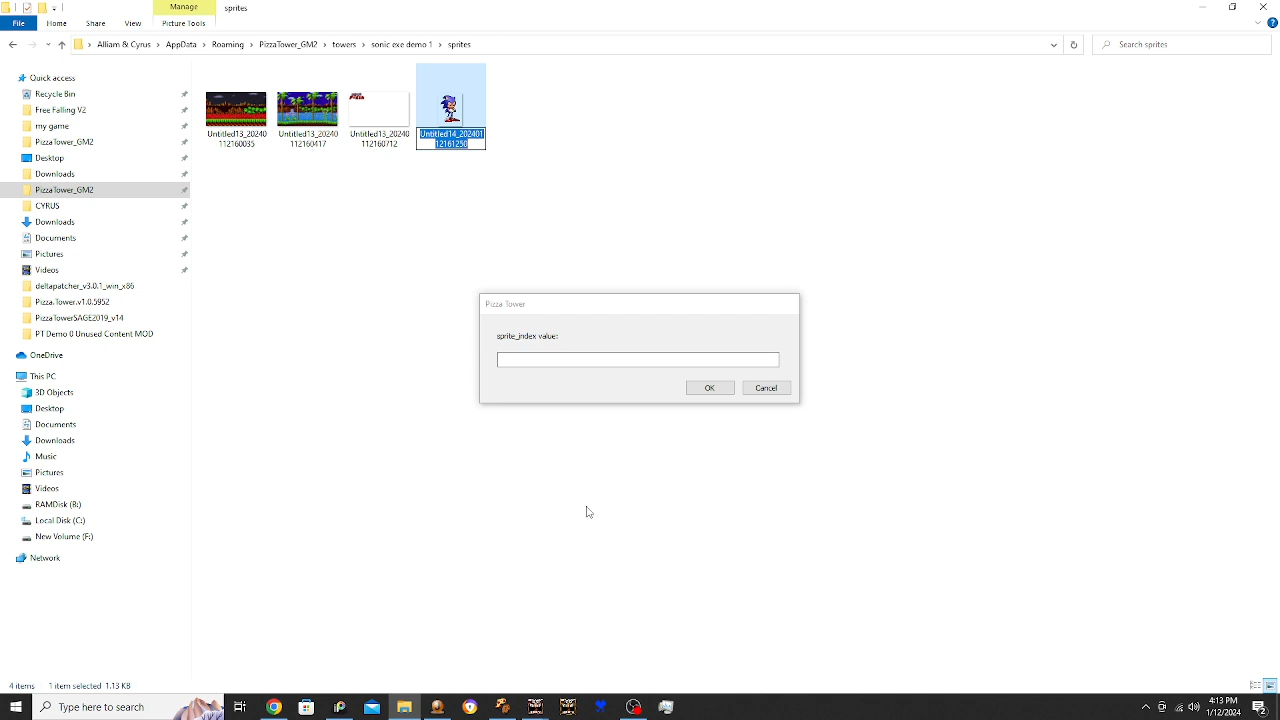 Manage
sprites
File
Home
Share
View
Picture Tools
Alliam & Cyrus
AppData
Roaming
PizzaTower_GM2
towers
sonic exe demo 1
sprites
Search sprites
Quick access
Recycle Bin
Free Falling V2
my game
PizzaTower_GM2
Desktop
Downloads
PizzaTower_GM2
CYRUS
Downloads
Documents
Pictures
Videos
deltapatcher_v3.0.1_win_x86
Pizza.Tower.v1.0.5952
PizzaTowerSAGE2019_v14
PT Demo 0 Unused Content MOD
OneDrive
This PC
3D Objects
Desktop
Documents
Downloads
Music
Pictures
Videos
RAMDisk (B:)
Local Disk (C:)
New Volume (F:)
Network
Untitled13_20240
112160035
Untitled13_20240
112160417
Untitled13_20240
112160712
Untitled14_202401
12161250
Pizza Tower
sprite_index value:
OK
Cancel
4 items
1 item selected 1.13 KB
Type here to search
4:13 PM
1/12/2024